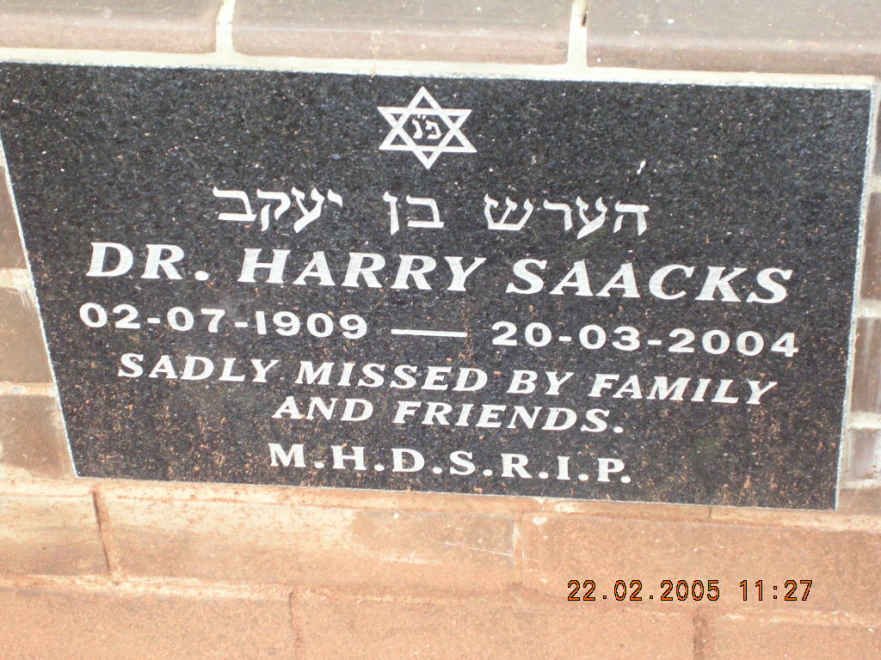 פ"נ
הערש בן יעקב
DR. HARRY SAACKS
02-07-1909 — 20-03-2004
SADLY MISSED BY FAMILY
AND FRIENDS.
M.H.D.S.R.I.P.
22.02.2005 11:27